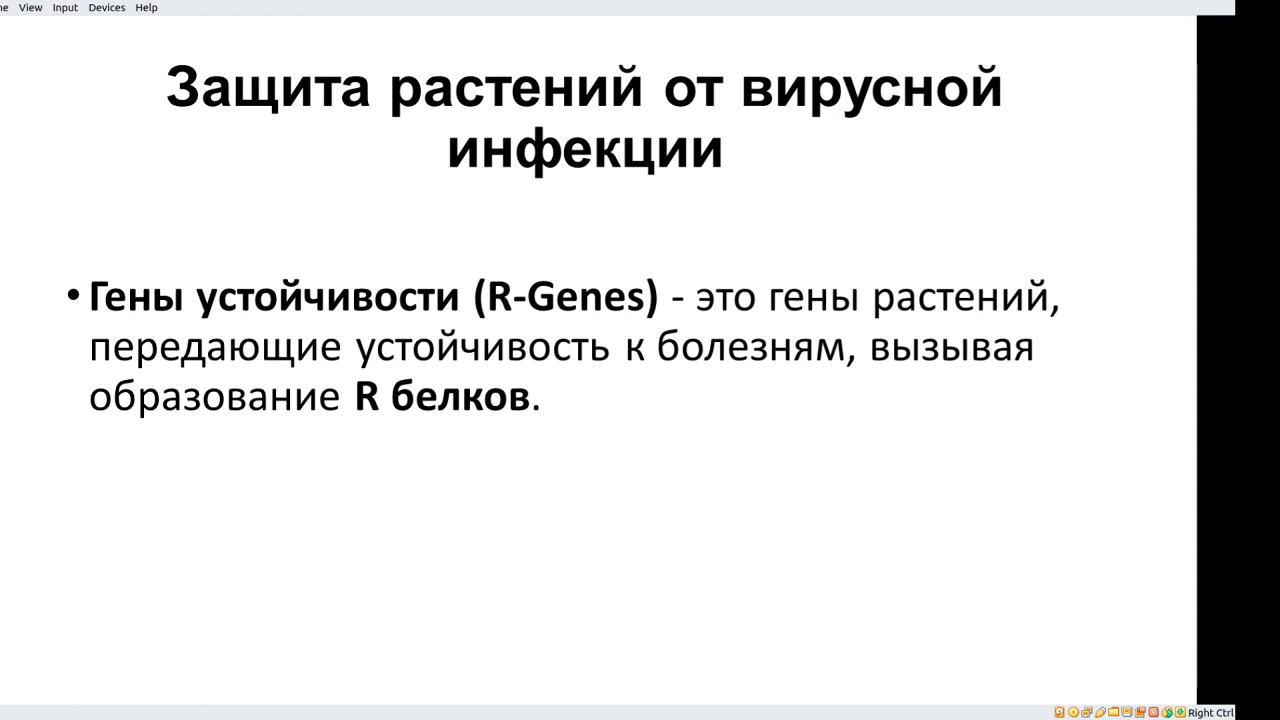 ne View Input Devices Help
Защита растений от вирусной
инфекции
• Гены устойчивости (R-Genes) - это гены растений,
передающие устойчивость к болезням, вызывая
образование R белков.
Right Ctrl